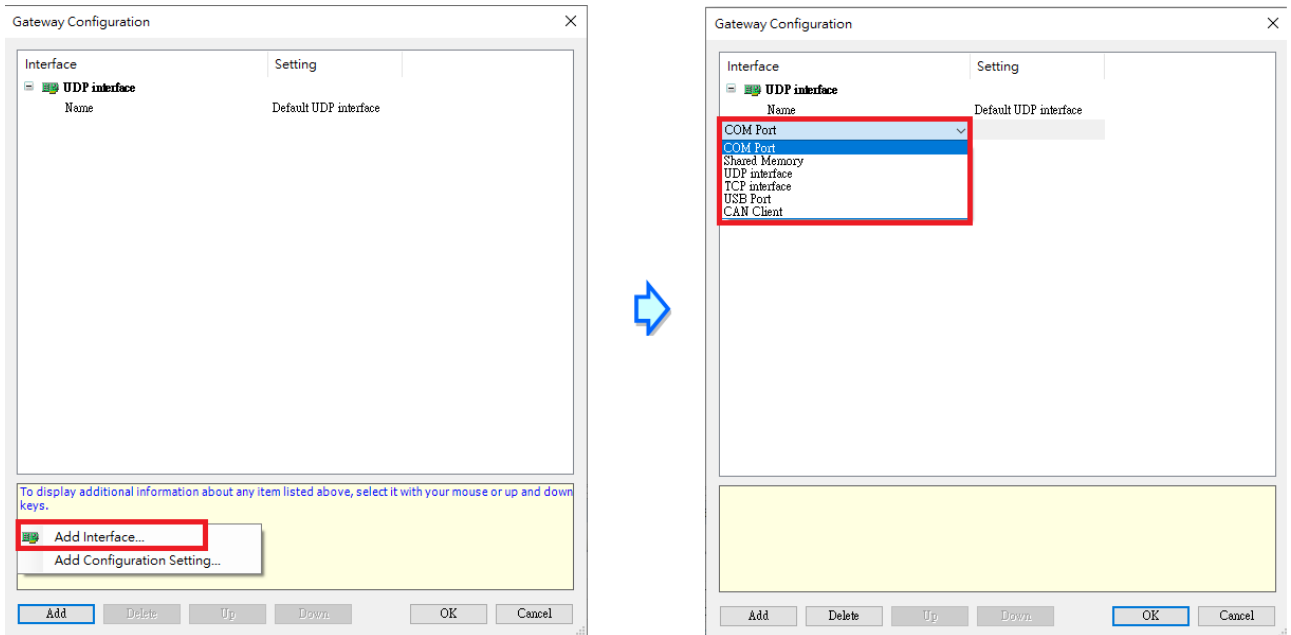 Gateway Configuration
Interface Setting
UDP interface
Name Default UDP interface
To display additional information about any item listed above, select it with your mouse or up and down
keys.
Add Interface...
Add Configuration Setting...
Add Delete Up Down OK Cancel
Gateway Configuration
Interface Setting
UDP interface
Name Default UDP interface
COM Port
COM Port
Shared Memory
UDP interface
TCP interface
USB Port
CAN Client
Add Delete Up Down OK Cancel